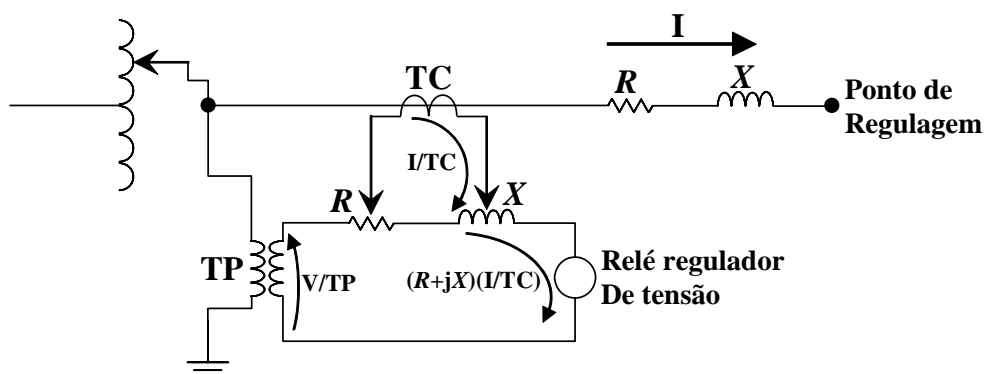 I
TC
R
X
Ponto de
Regulagem
I/TC
R
X
TP
V/TP
(R+jX)(I/TC)
Relé regulador
De tensão